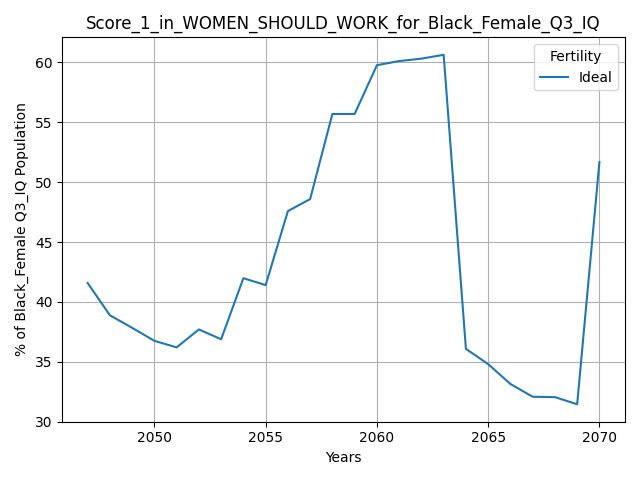 Score_1_in_WOMEN_SHOULD_WORK_for_Black_Female_Q3_IQ
Fertility
Ideal
% of Black_Female Q3_IQ Population
60
55
50
45
40
35
30
2050
2055
2060
2065
2070
Years